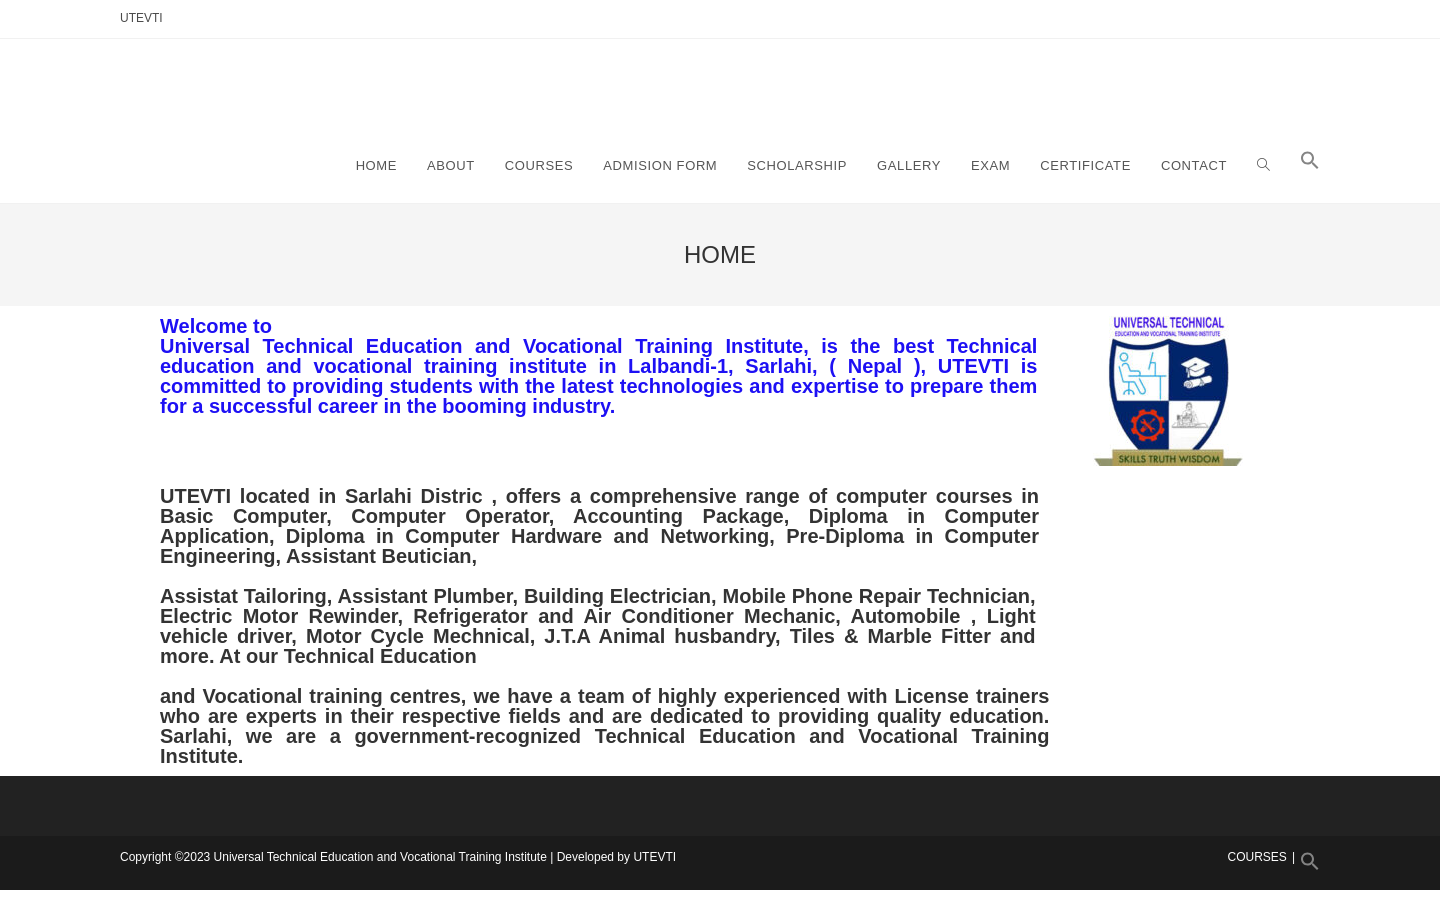 UTEVTI
HOME ABOUT COURSES ADMISION FORM SCHOLARSHIP GALLERY EXAM CERTIFICATE CONTACT
HOME
Welcome to
Universal Technical Education and Vocational Training Institute, is the best Technical
education and vocational training institute in Lalbandi-1, Sarlahi, ( Nepal ), UTEVTI is
committed to providing students with the latest technologies and expertise to prepare them
for a successful career in the booming industry.
UNIVERSAL TECHNICAL
EDUCATION AND VOCATIONAL TRAINING INSTITUTE
SKILLS TRUTH WISDOM
UTEVTI located in Sarlahi Distric , offers a comprehensive range of computer courses in
Basic Computer, Computer Operator, Accounting Package, Diploma in Computer
Application, Diploma in Computer Hardware and Networking, Pre-Diploma in Computer
Engineering, Assistant Beutician,
Assistat Tailoring, Assistant Plumber, Building Electrician, Mobile Phone Repair Technician,
Electric Motor Rewinder, Refrigerator and Air Conditioner Mechanic, Automobile , Light
vehicle driver, Motor Cycle Mechnical, J.T.A Animal husbandry, Tiles & Marble Fitter and
more. At our Technical Education
and Vocational training centres, we have a team of highly experienced with License trainers
who are experts in their respective fields and are dedicated to providing quality education.
Sarlahi, we are a government-recognized Technical Education and Vocational Training
Institute.
Copyright ©2023 Universal Technical Education and Vocational Training Institute | Developed by UTEVTI
COURSES |